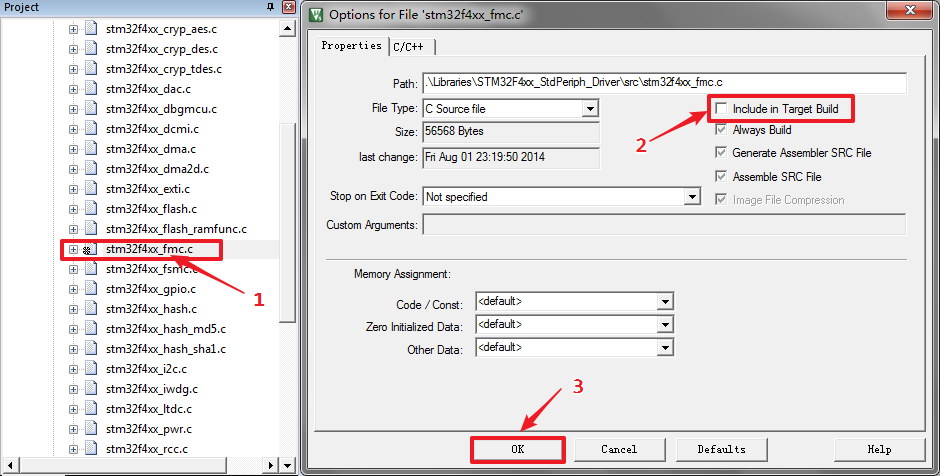 Project
stm32f4xx_cryp_aes.c
stm32f4xx_cryp_des.c
stm32f4xx_cryp_tdes.c
stm32f4xx_dac.c
stm32f4xx_dbgmcu.c
stm32f4xx_dcmi.c
stm32f4xx_dma.c
stm32f4xx_dma2d.c
stm32f4xx_exti.c
stm32f4xx_flash.c
stm32f4xx_flash_ramfunc.c
stm32f4xx_fmc.c
stm32f4xx_fsmc.c
stm32f4xx_gpio.c
stm32f4xx_hash.c
stm32f4xx_hash_md5.c
stm32f4xx_hash_sha1.c
stm32f4xx_i2c.c
stm32f4xx_iwdg.c
stm32f4xx_ltdc.c
stm32f4xx_pwr.c
stm32f4xx_rcc.c
1
Options for File 'stm32f4xx_fmc.c'
Properties C/C++
Path: .\Libraries\STM32F4xx_StdPeriph_Driver\src\stm32f4xx_fmc.c
File Type: C Source file
Size: 56568 Bytes
last change: Fri Aug 01 23:19:50 2014
Include in Target Build
2
Always Build
Generate Assembler SRC File
Assemble SRC File
Image File Compression
Stop on Exit Code: Not specified
Custom Arguments:
Memory Assignment:
Code / Const: <default>
Zero Initialized Data: <default>
Other Data: <default>
3
OK Cancel Defaults Help